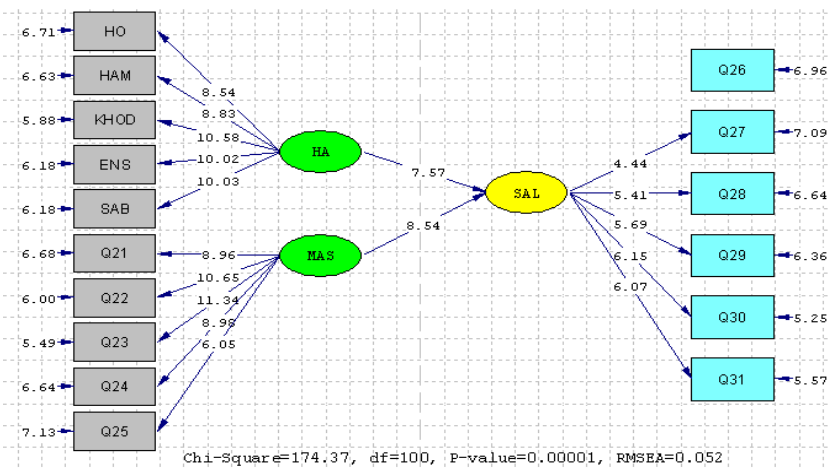 6.71 HO
6.63 HAM
5.88 KHOD
6.18 ENS
6.18 SAB
6.68 Q21
6.00 Q22
5.49 Q23
6.64 Q24
7.13 Q25
8.54
8.83
10.58
10.02
10.03
8.96
10.65
11.34
8.98
6.05
HA
MAS
7.57
8.54
SAL
4.44
5.41
5.69
6.15
6.07
Q26 6.96
Q27 7.09
Q28 6.64
Q29 6.36
Q30 5.25
Q31 5.57
Chi-Square=174.37, df=100, P-value=0.00001, RMSEA=0.052